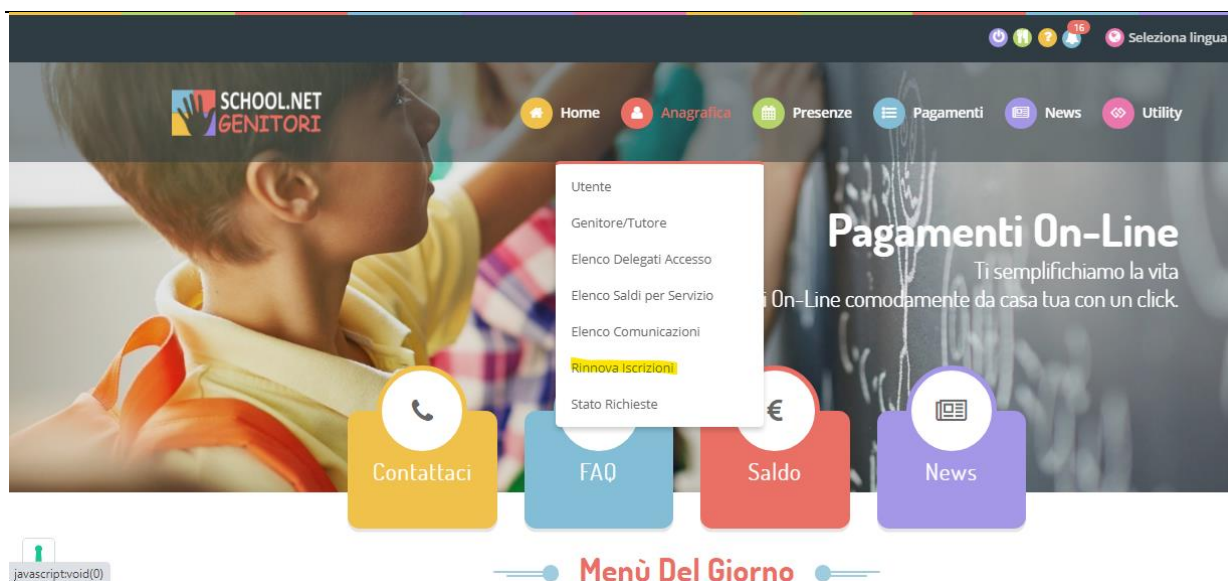 16
Seleziona lingua
SCHOOL.NET
GENITORI
Home Anagrafica Presenze Pagamenti News Utility
Utente
Genitore/Tutore
Elenco Delegati Accesso
Elenco Saldi per Servizio
Elenco Comunicazioni
Rinnova Iscrizioni
Stato Richieste
Pagamenti On-Line
Ti semplifichiamo la vita
i On-Line comodamente da casa tua con un click.
Contattaci FAQ Saldo News
Menù Del Giorno
javascript:void(0)